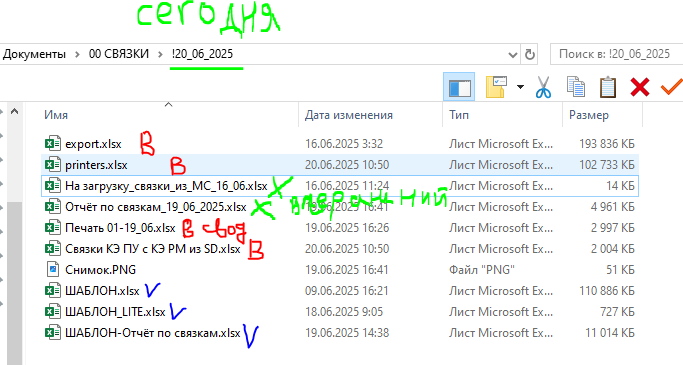 сегодня
Документы > 00 СВЯЗКИ > !20_06_2025 Поиск в: !20_06_2025
Имя Дата изменения Тип Размер
export.xlsx В 16.06.2025 3:32 Лист Microsoft Ex... 193 836 КБ
printers.xlsx В 20.06.2025 10:50 Лист Microsoft Ex... 102 733 КБ
На загрузку_связки_из_МС_16_06.xlsx X 16.06.2025 11:24 Лист Microsoft Ex... 14 КБ
Отчёт по связкам_19_06_2025.xlsx X вчерашний 16:41 Лист Microsoft Ex... 4 961 КБ
Печать 01-19_06.xlsx В свод 19.06.2025 16:26 Лист Microsoft Ex... 2 997 КБ
Связки КЭ ПУ с КЭ РМ из SD.xlsx В 20.06.2025 10:50 Лист Microsoft Ex... 2 004 КБ
Снимок.PNG 19.06.2025 16:41 Файл "PNG" 51 КБ
ШАБЛОН.xlsx V 09.06.2025 16:21 Лист Microsoft Ex... 110 886 КБ
ШАБЛОН_LITE.xlsx V 18.06.2025 9:05 Лист Microsoft Ex... 727 КБ
ШАБЛОН-Отчёт по связкам.xlsx V 19.06.2025 14:38 Лист Microsoft Ex... 11 014 КБ